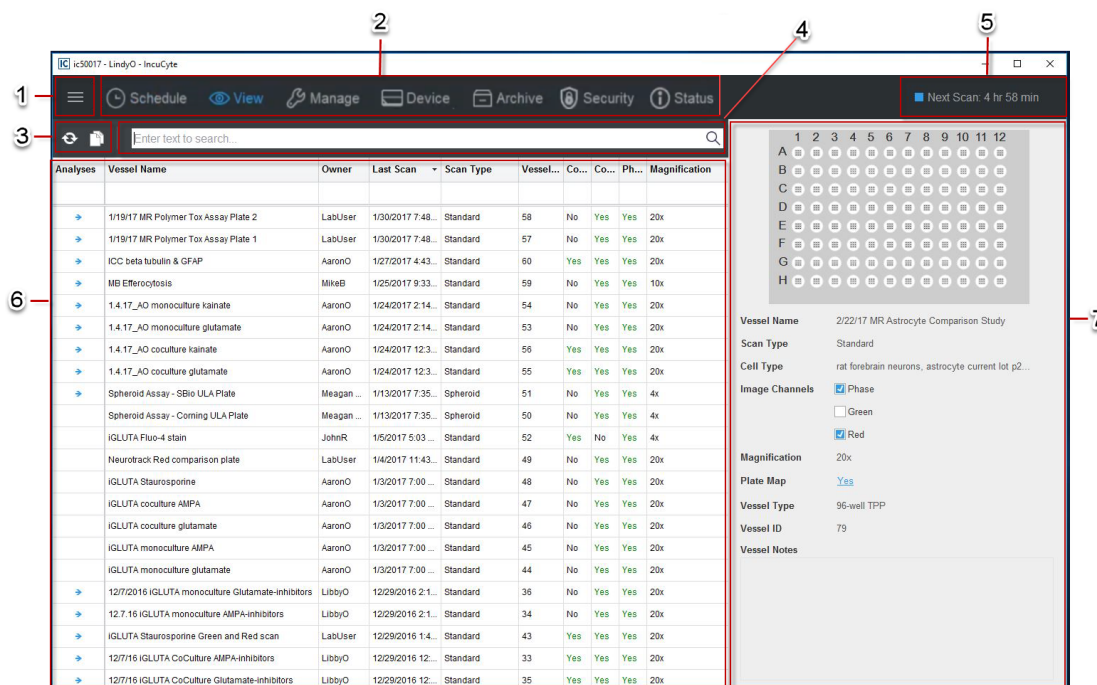 2
4
5
IC ic50017 - LindyO - IncuCyte
1
Schedule View Manage Device Archive Security Status
Next Scan: 4 hr 58 min
3
Enter text to search...
Analyses Vessel Name Owner Last Scan Scan Type Vessel... Co... Co... Ph... Magnification
1/19/17 MR Polymer Tox Assay Plate 2 LabUser 1/30/2017 7:48... Standard 58 No Yes Yes 20x
1/19/17 MR Polymer Tox Assay Plate 1 LabUser 1/30/2017 7:48... Standard 57 No Yes Yes 20x
ICC beta tubulin & GFAP AaronO 1/27/2017 4:43... Standard 60 Yes Yes Yes 20x
MB Efferocytosis MikeB 1/25/2017 9:33... Standard 59 No Yes Yes 10x
6
1.4.17_AO monoculture kainate AaronO 1/24/2017 2:14... Standard 54 No Yes Yes 20x
1.4.17_AO monoculture glutamate AaronO 1/24/2017 2:14... Standard 53 No Yes Yes 20x
1.4.17_AO coculture kainate AaronO 1/24/2017 12:3... Standard 56 Yes Yes Yes 20x
1.4.17_AO coculture glutamate AaronO 1/24/2017 12:3... Standard 55 Yes Yes Yes 20x
Spheroid Assay - SBio ULA Plate Meagan ... 1/13/2017 7:35... Spheroid 51 No Yes Yes 4x
Spheroid Assay - Corning ULA Plate Meagan ... 1/13/2017 7:35... Spheroid 50 No Yes Yes 4x
iGLUTA Fluo-4 stain JohnR 1/5/2017 5:03 ... Standard 52 Yes No Yes 4x
Neurotrack Red comparison plate LabUser 1/4/2017 11:43... Standard 49 No Yes Yes 20x
iGLUTA Staurosporine AaronO 1/3/2017 7:00 ... Standard 48 No Yes Yes 20x
iGLUTA coculture AMPA AaronO 1/3/2017 7:00 ... Standard 47 No Yes Yes 20x
iGLUTA coculture glutamate AaronO 1/3/2017 7:00 ... Standard 46 No Yes Yes 20x
iGLUTA monoculture AMPA AaronO 1/3/2017 7:00 ... Standard 45 No Yes Yes 20x
iGLUTA monoculture glutamate AaronO 1/3/2017 7:00 ... Standard 44 No Yes Yes 20x
12/7/2016 iGLUTA monoculture Glutamate-inhibitors LibbyO 12/29/2016 2:1... Standard 36 No Yes Yes 20x
12.7.16 iGLUTA monoculture AMPA-inhibitors LibbyO 12/29/2016 2:1... Standard 34 No Yes Yes 20x
iGLUTA Staurosporine Green and Red scan LabUser 12/29/2016 1:4... Standard 43 Yes Yes Yes 20x
12/7/16 iGLUTA CoCulture AMPA-inhibitors LibbyO 12/29/2016 12:... Standard 33 Yes Yes Yes 20x
12/7/16 iGLUTA CoCulture Glutamate-inhibitors LibbyO 12/29/2016 12:... Standard 35 Yes Yes Yes 20x
1 2 3 4 5 6 7 8 9 10 11 12
A
B
C
D
E
F
G
H
Vessel Name 2/22/17 MR Astrocyte Comparison Study
7
Scan Type Standard
Cell Type rat forebrain neurons, astrocyte current lot p2...
Image Channels Phase
Green
Red
Magnification 20x
Plate Map Yes
Vessel Type 96-well TPP
Vessel ID 79
Vessel Notes